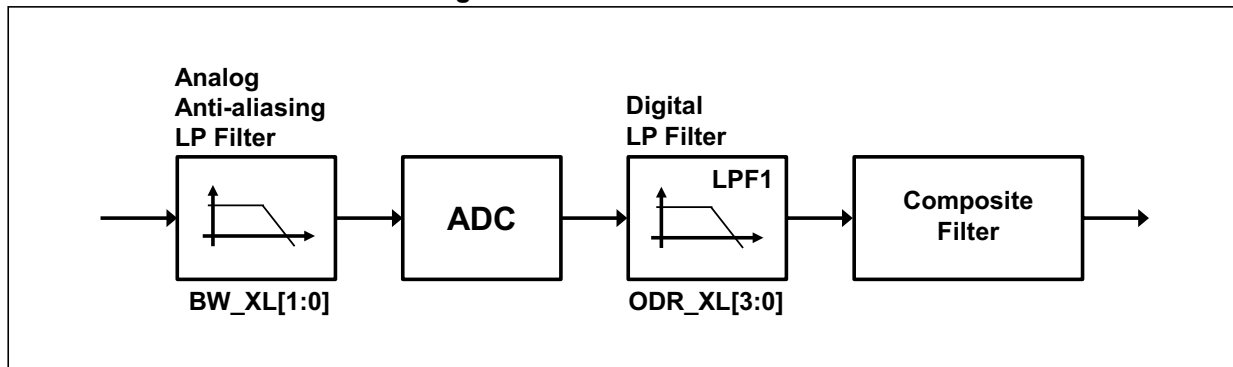 Analog
Anti-aliasing
LP Filter
Digital
LP Filter
LPF1
ADC
Composite
Filter
BW_XL[1:0]
ODR_XL[3:0]